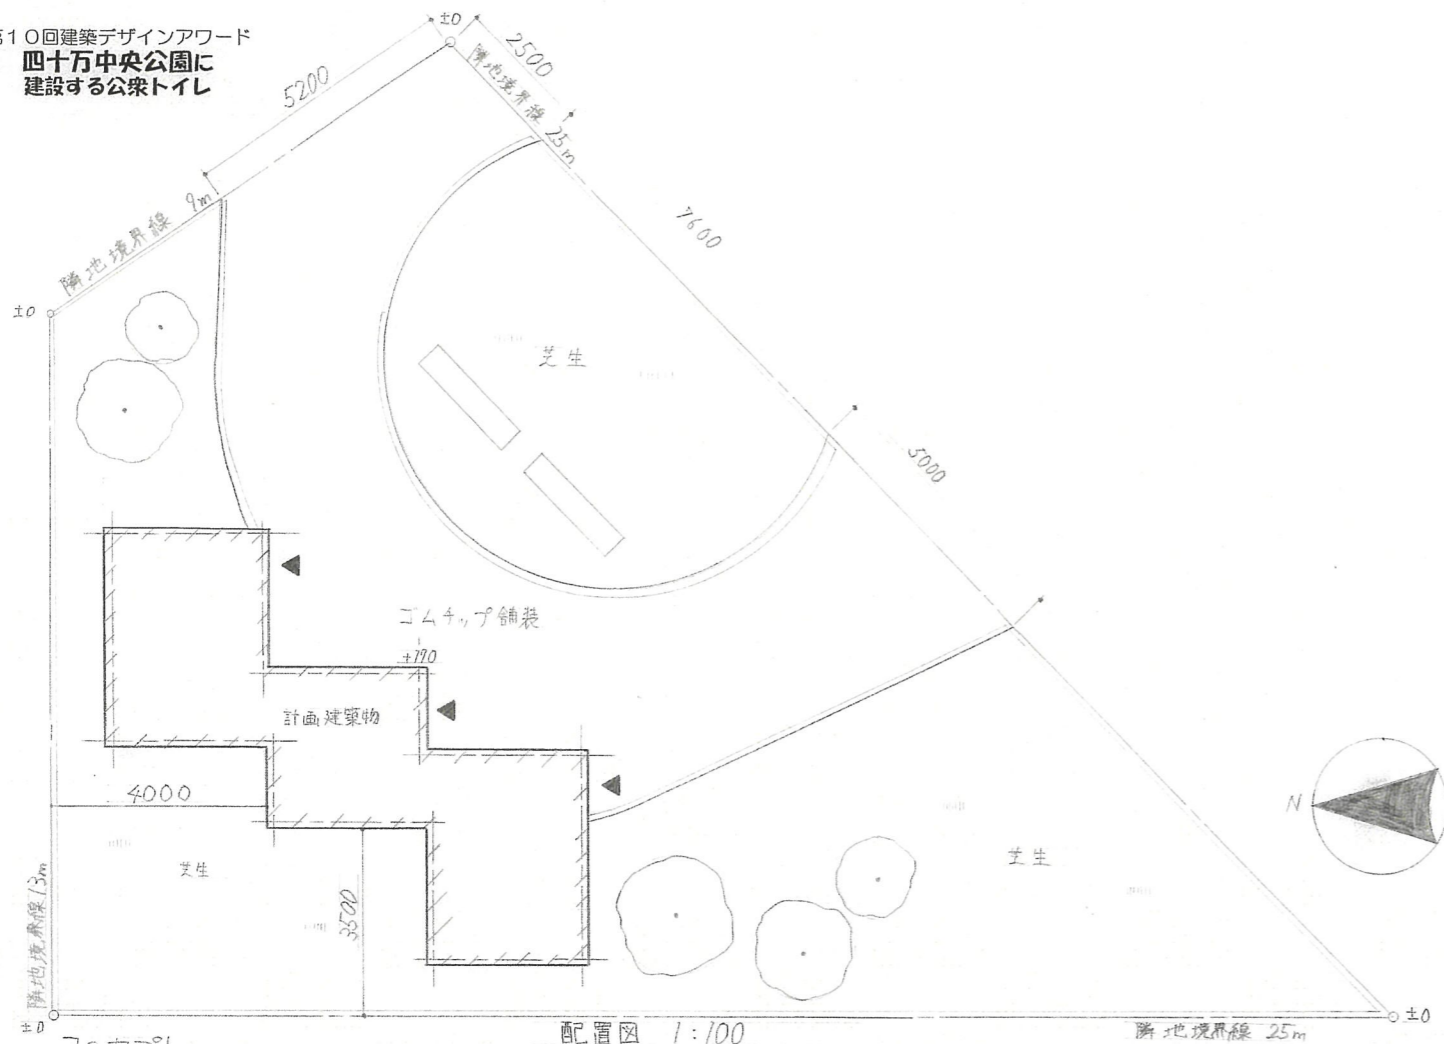 第10回建築デザインアワード
四十万中央公園に
建設する公衆トイレ
±0
2500
5200
隣地境界線 25m
隣地境界線 9m
7600
±0
芝生
5000
ゴムチップ舗装
+170
計画建築物
4000
N
芝生
芝生
3500
隣地境界線 13m
±0
±0
配置図 1:100
隣地境界線 25m